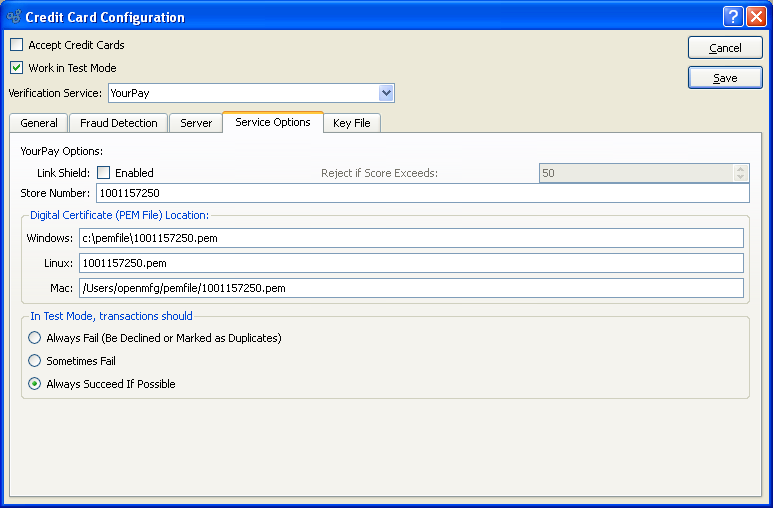 Credit Card Configuration
Accept Credit Cards
Cancel
Work in Test Mode
Save
Verification Service: YourPay
General Fraud Detection Server Service Options Key File
YourPay Options:
Link Shield: Enabled Reject if Score Exceeds: 50
Store Number: 1001157250
Digital Certificate (PEM File) Location:
Windows: c:\pemfile\1001157250.pem
Linux: 1001157250.pem
Mac: /Users/openmfg/pemfile/1001157250.pem
In Test Mode, transactions should
Always Fail (Be Declined or Marked as Duplicates)
Sometimes Fail
Always Succeed If Possible